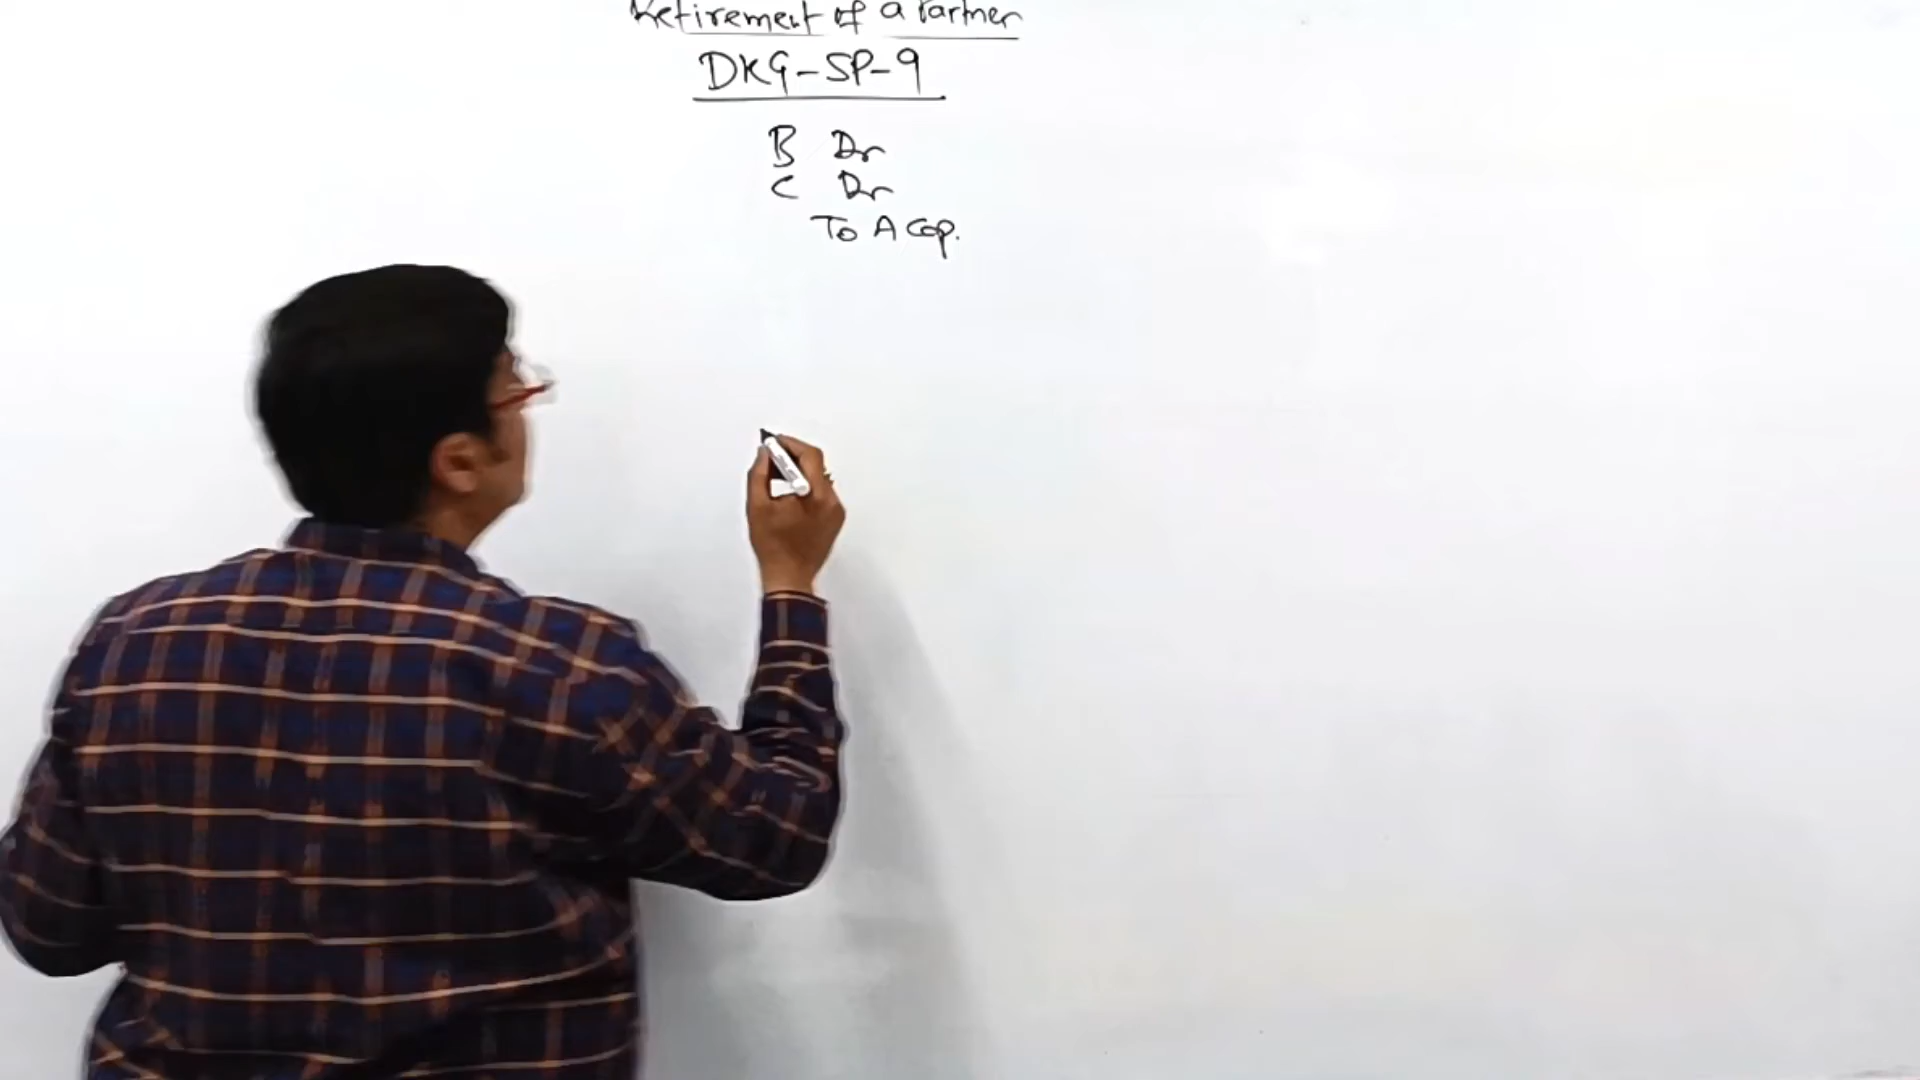 Retirement of a Partner
DKG-SP-9
B Dr
C Dr
To A Cap.